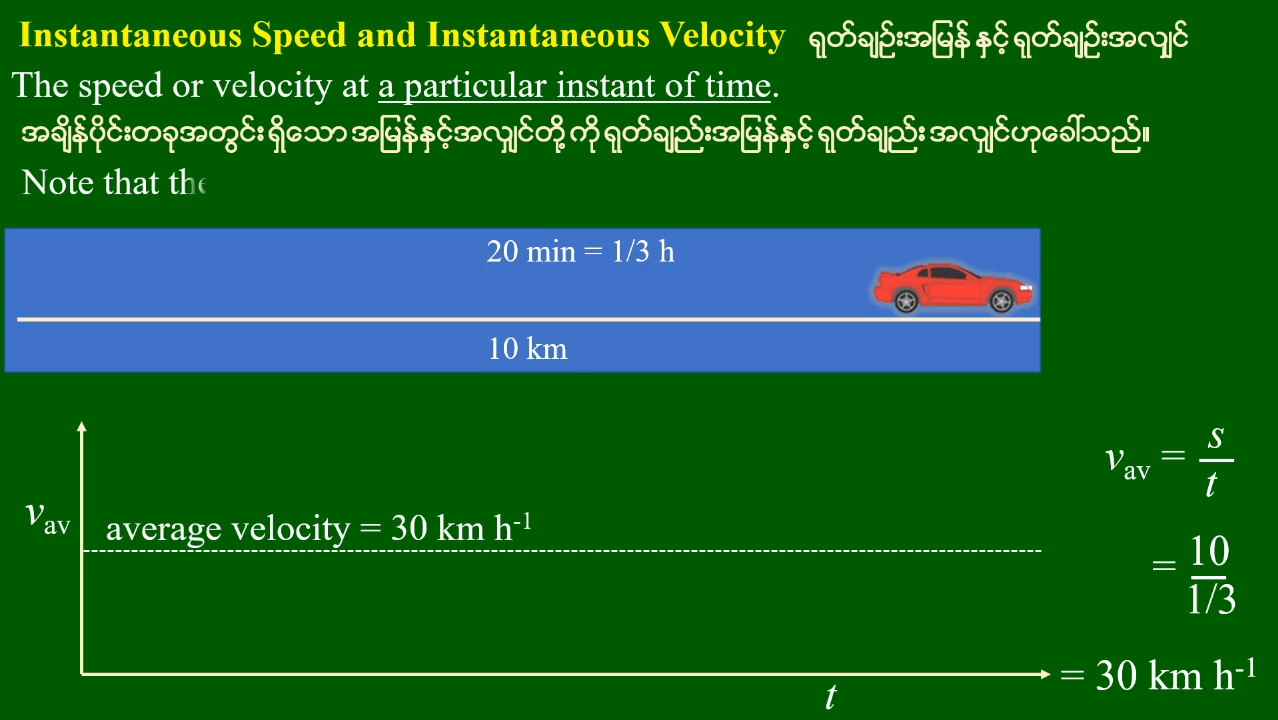 Instantaneous Speed and Instantaneous Velocity ရုတ်ချဉ်းအမြန် နှင့် ရုတ်ချဉ်းအလျှင်
The speed or velocity at a particular instant of time.
အချိန်ပိုင်းတခုအတွင်း ရှိသော အမြန်နှင့်အလျှင်တို့ ကို ရုတ်ချည်းအမြန်နှင့် ရုတ်ချည်း အလျှင်ဟုခေါ်သည်။
Note that the
20 min = 1/3 h
10 km
v_av = s/t
v_av
average velocity = 30 km h⁻¹
= 10
1/3
= 30 km h⁻¹
t